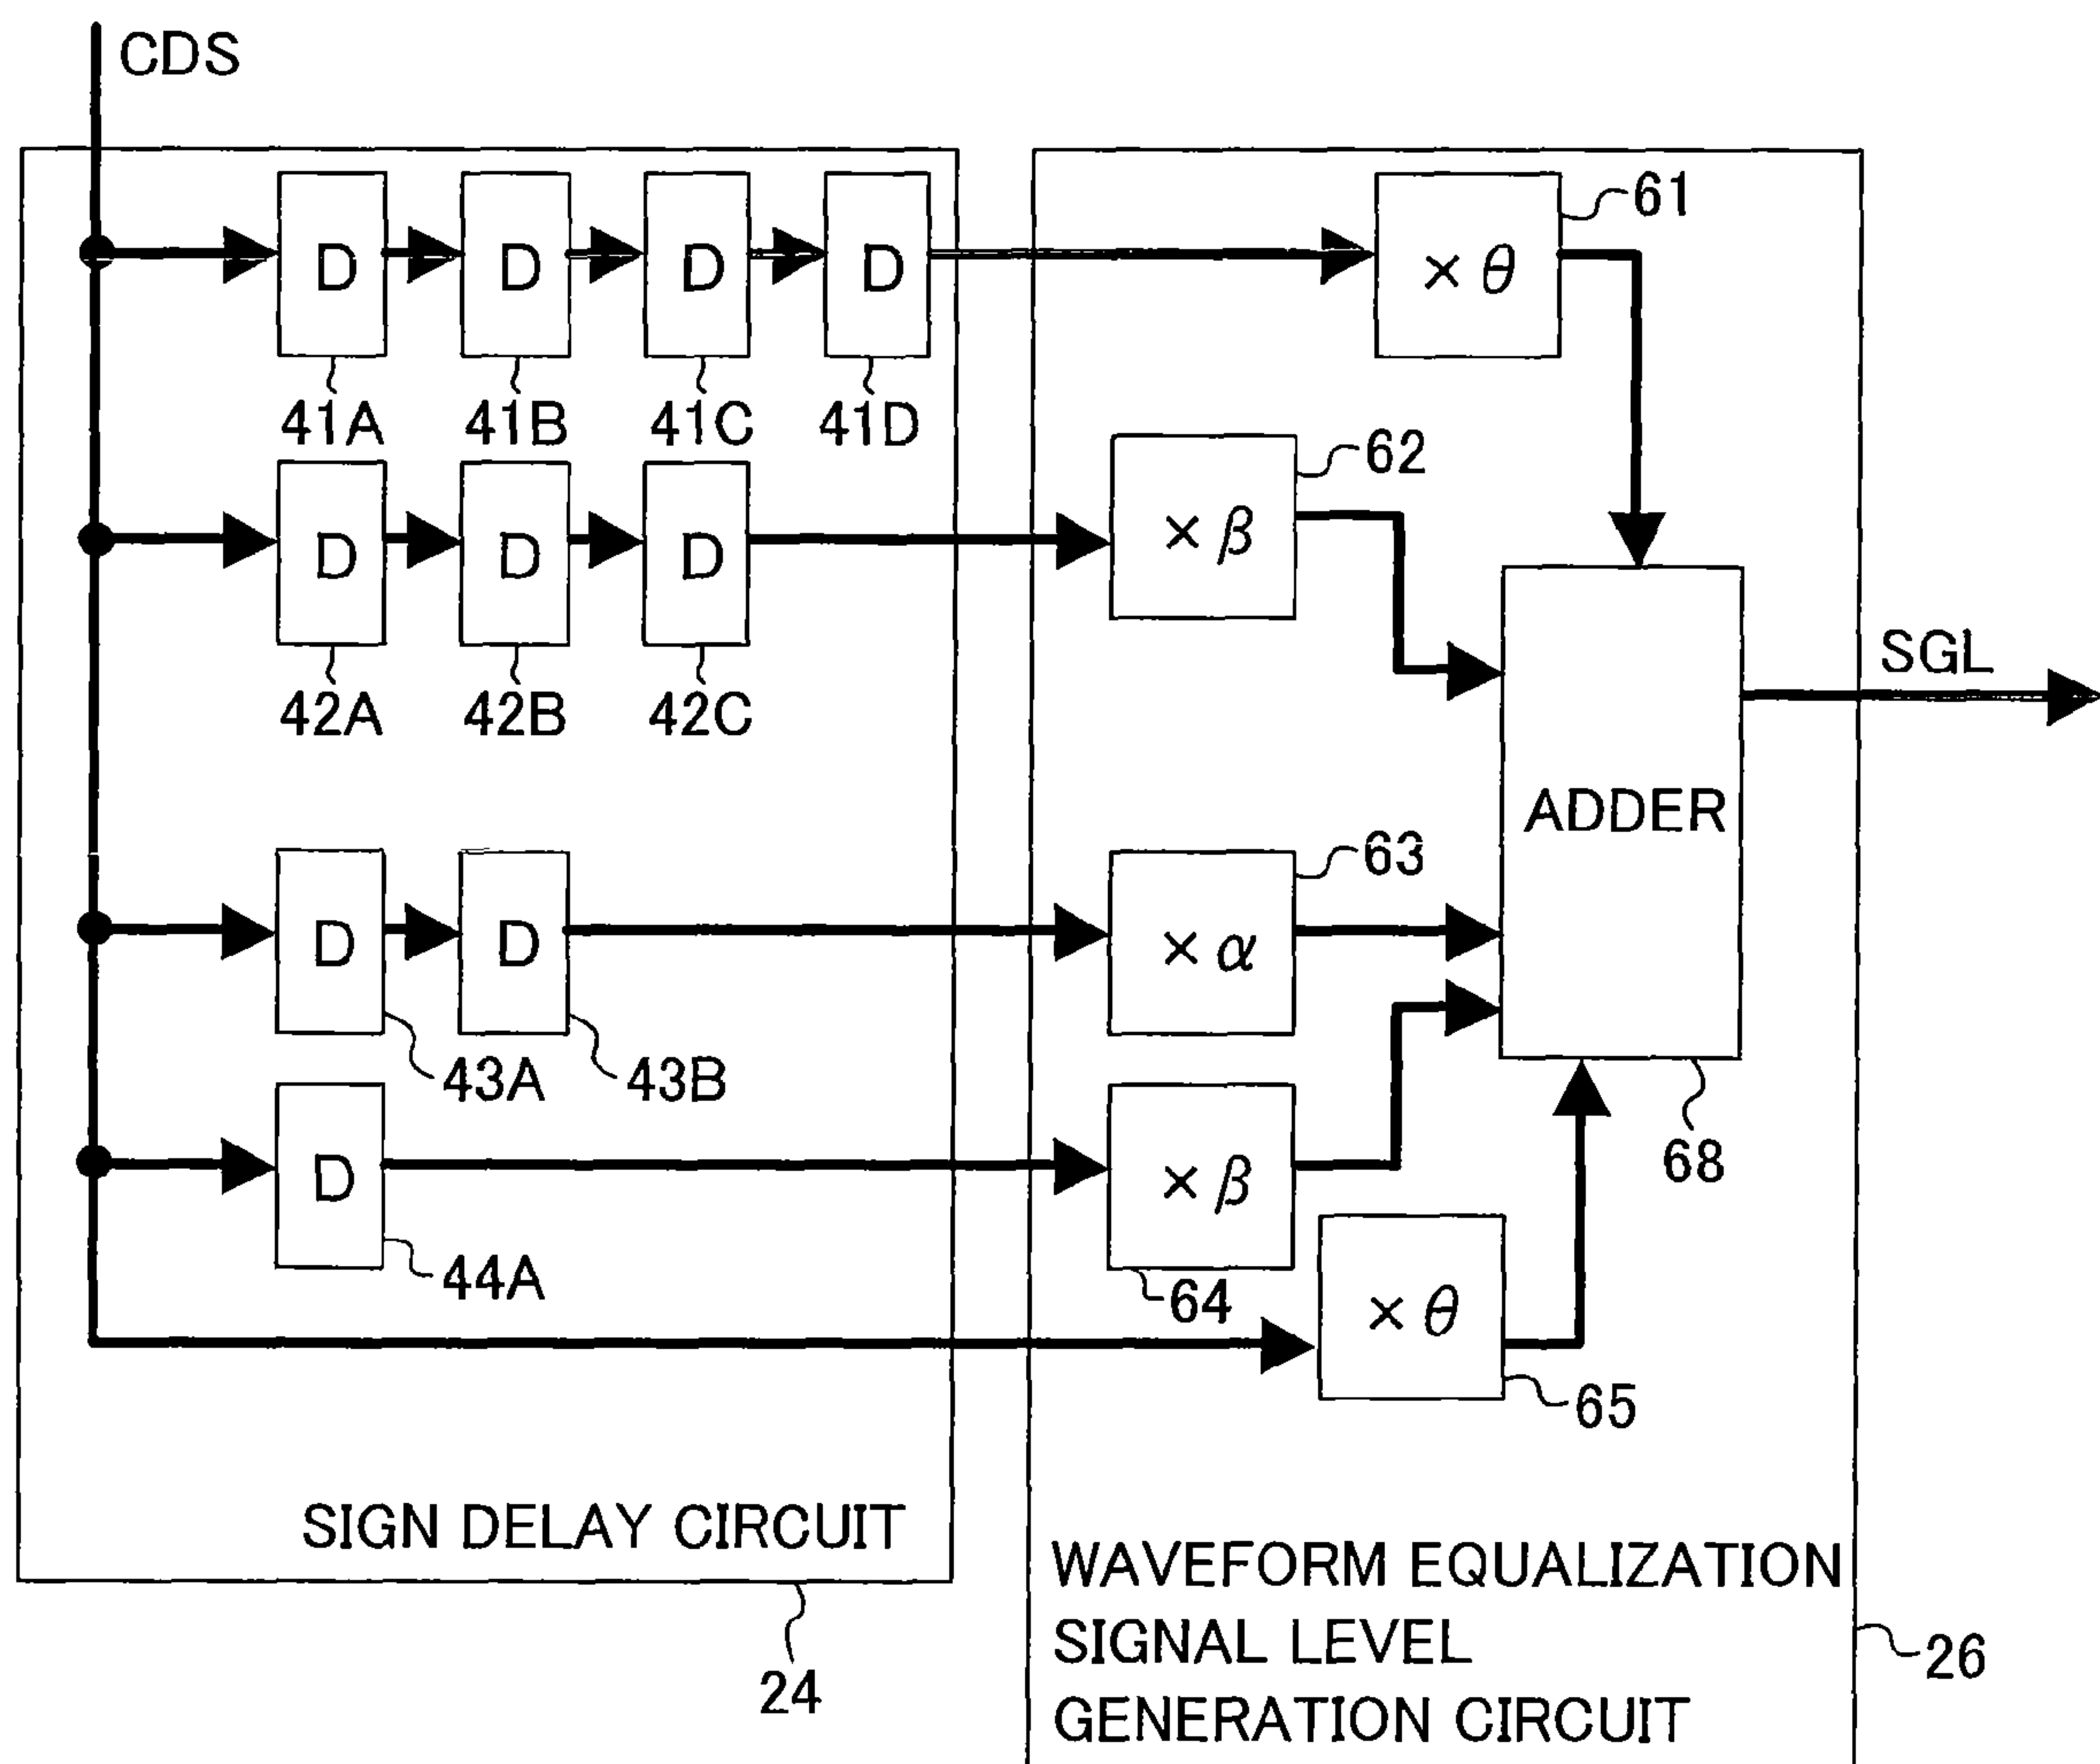 CDS
D D D D
× θ
61
41A 41B 41C 41D
D D D
× β
62
42A 42B 42C
SGL
ADDER
D D
× α
63
43A 43B
D
× β
68
44A
64
× θ
65
SIGN DELAY CIRCUIT
24
WAVEFORM EQUALIZATION
SIGNAL LEVEL
GENERATION CIRCUIT
26